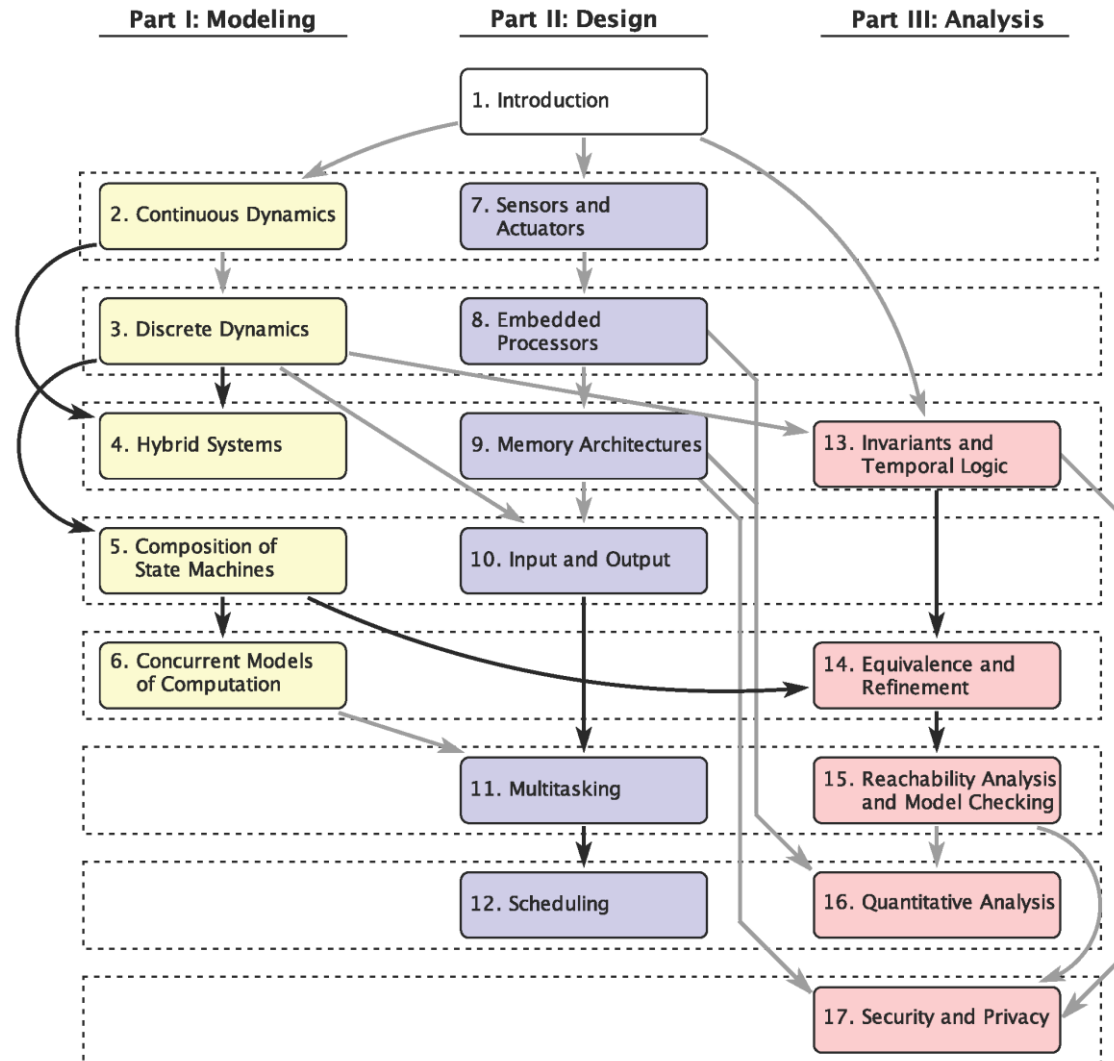 Part I: Modeling
Part II: Design
Part III: Analysis
1. Introduction
2. Continuous Dynamics
7. Sensors and
Actuators
3. Discrete Dynamics
8. Embedded
Processors
4. Hybrid Systems
9. Memory Architectures
13. Invariants and
Temporal Logic
5. Composition of
State Machines
10. Input and Output
6. Concurrent Models
of Computation
14. Equivalence and
Refinement
11. Multitasking
15. Reachability Analysis
and Model Checking
12. Scheduling
16. Quantitative Analysis
17. Security and Privacy